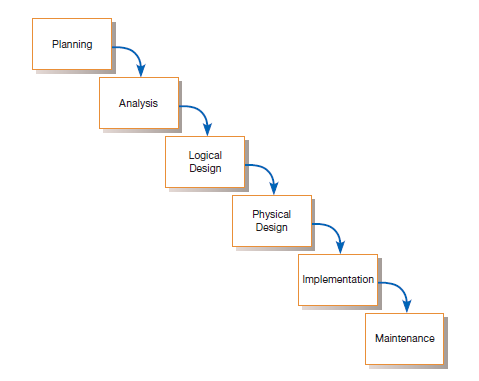 Planning
Analysis
Logical
Design
Physical
Design
Implementation
Maintenance